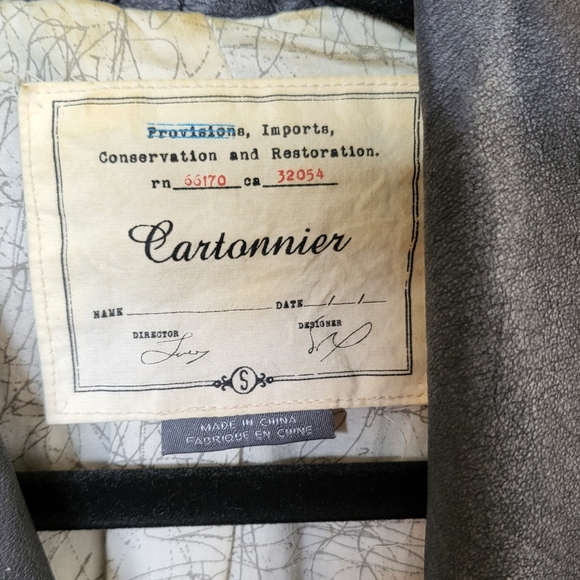 Provisions, Imports,
Conservation and Restoration.
rn 66170 ca 32054
Cartonnier
NAME DATE / /
DIRECTOR DESIGNER
S
MADE IN CHINA
FABRIQUÉ EN CHINE